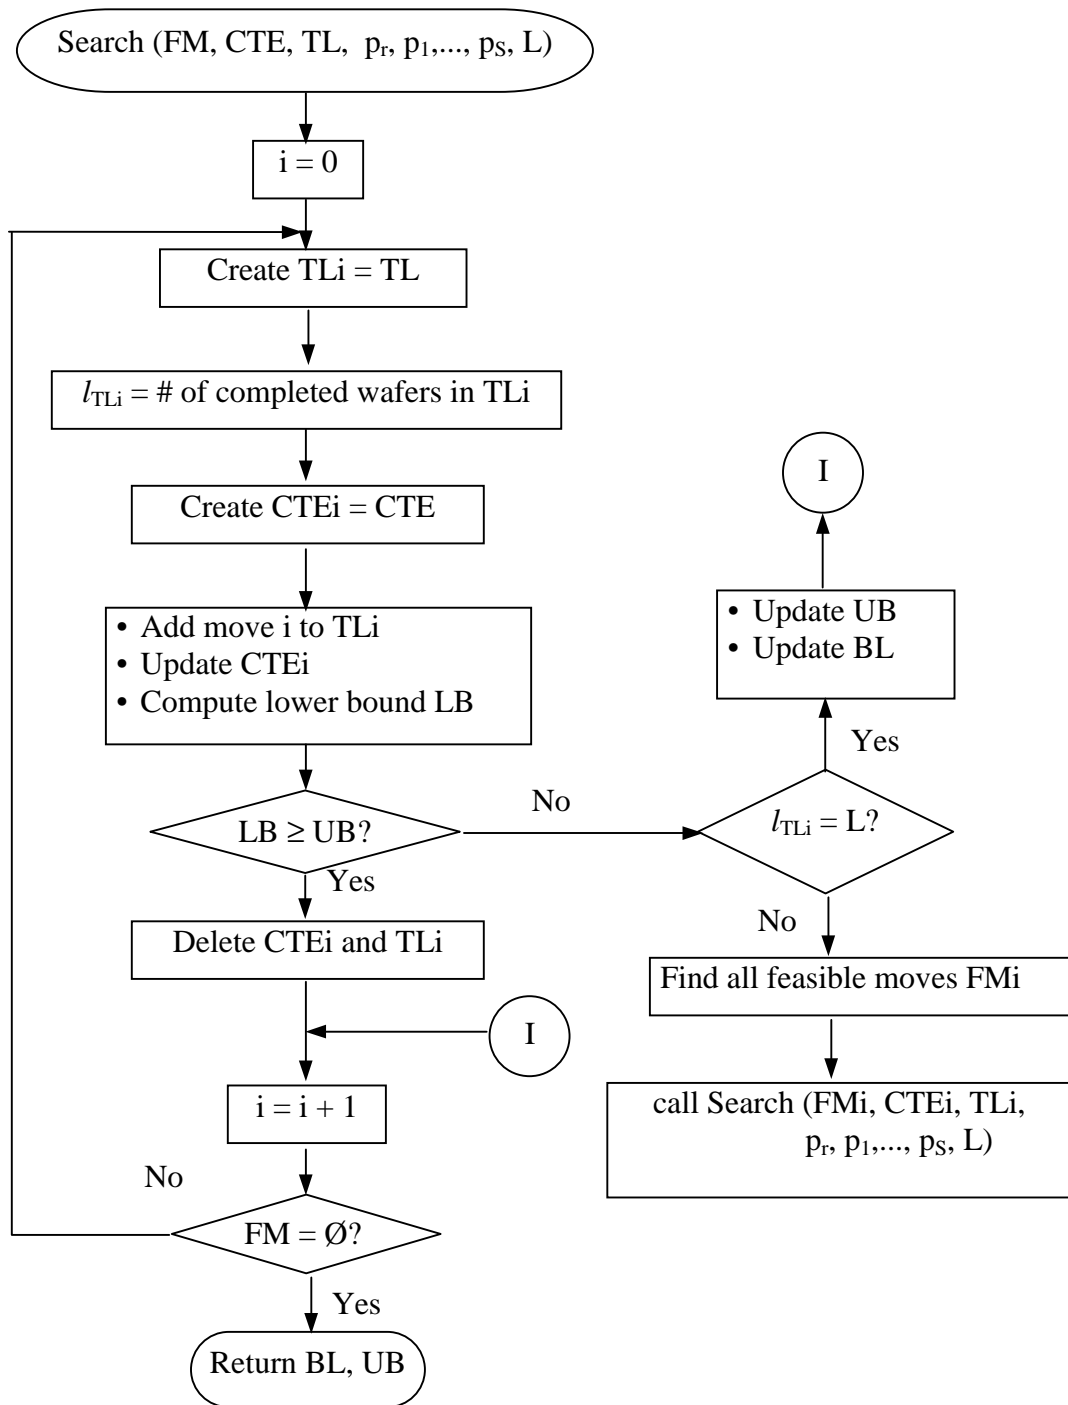 Search (FM, CTE, TL, pr, p1,..., pS, L)
i = 0
Create TLi = TL
lTLi = # of completed wafers in TLi
Create CTEi = CTE
• Add move i to TLi
• Update CTEi
• Compute lower bound LB
LB ≥ UB?
No
Yes
Delete CTEi and TLi
I
i = i + 1
No
FM = Ø?
Yes
Return BL, UB
I
• Update UB
• Update BL
Yes
lTLi = L?
No
Find all feasible moves FMi
call Search (FMi, CTEi, TLi,
pr, p1,..., pS, L)